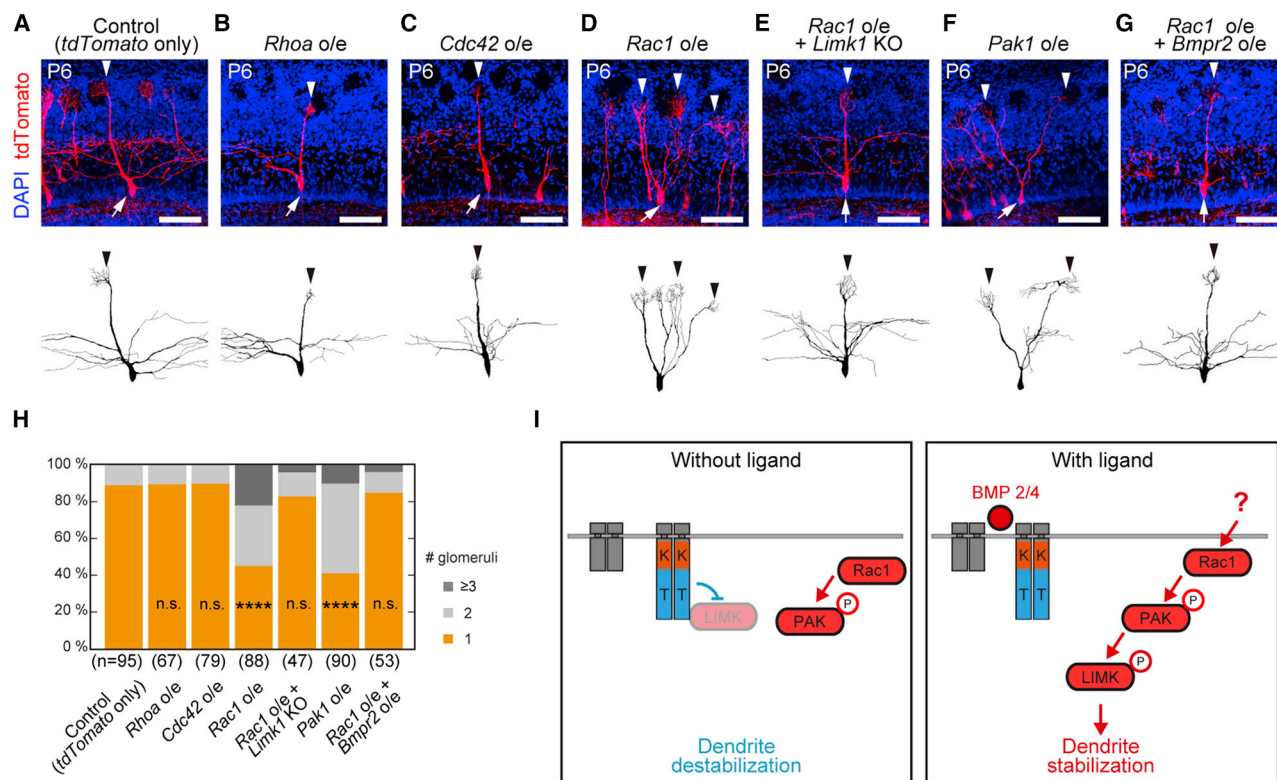 A
Control
(tdTomato only)
B
Rhoa o/e
C
Cdc42 o/e
D
Rac1 o/e
E
Rac1 o/e
+ Limk1 KO
F
Pak1 o/e
G
Rac1 o/e
+ Bmpr2 o/e
DAPI tdTomato
P6
P6
P6
P6
P6
P6
P6
H
100 %
80 %
60 %
40 %
20 %
0 %
n.s.
n.s.
****
n.s.
****
n.s.
# glomeruli
≥3
2
1
(n=95)
(67)
(79)
(88)
(47)
(90)
(53)
Control
(tdTomato only)
Rhoa o/e
Cdc42 o/e
Rac1 o/e
Rac1 o/e +
Limk1 KO
Pak1 o/e
Rac1 o/e +
Bmpr2 o/e
I
Without ligand
K K
T T
LIMK
Rac1
PAK
P
Dendrite
destabilization
With ligand
BMP 2/4
?
K K
T T
Rac1
P
PAK
P
LIMK
Dendrite
stabilization